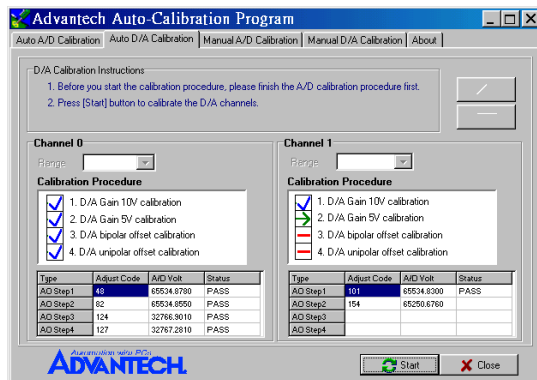 Advantech Auto-Calibration Program
Auto A/D Calibration Auto D/A Calibration Manual A/D Calibration Manual D/A Calibration About
D/A Calibration Instructions
1. Before you start the calibration procedure, please finish the A/D calibration procedure first.
2. Press [Start] button to calibrate the D/A channels.
Channel 0
Range
Calibration Procedure
1. D/A Gain 10V calibration
2. D/A Gain 5V calibration
3. D/A bipolar offset calibration
4. D/A unipolar offset calibration
Type Adjust Code A/D Volt Status
AO Step1 48 65534.8780 PASS
AO Step2 82 65534.8550 PASS
AO Step3 124 32766.9010 PASS
AO Step4 127 32767.2810 PASS
Channel 1
Range
Calibration Procedure
1. D/A Gain 10V calibration
2. D/A Gain 5V calibration
3. D/A bipolar offset calibration
4. D/A unipolar offset calibration
Type Adjust Code A/D Volt Status
AO Step1 101 65534.8300 PASS
AO Step2 154 65250.6760
AO Step3
AO Step4
Automation with PCs
ADVANTECH.
Start
Close